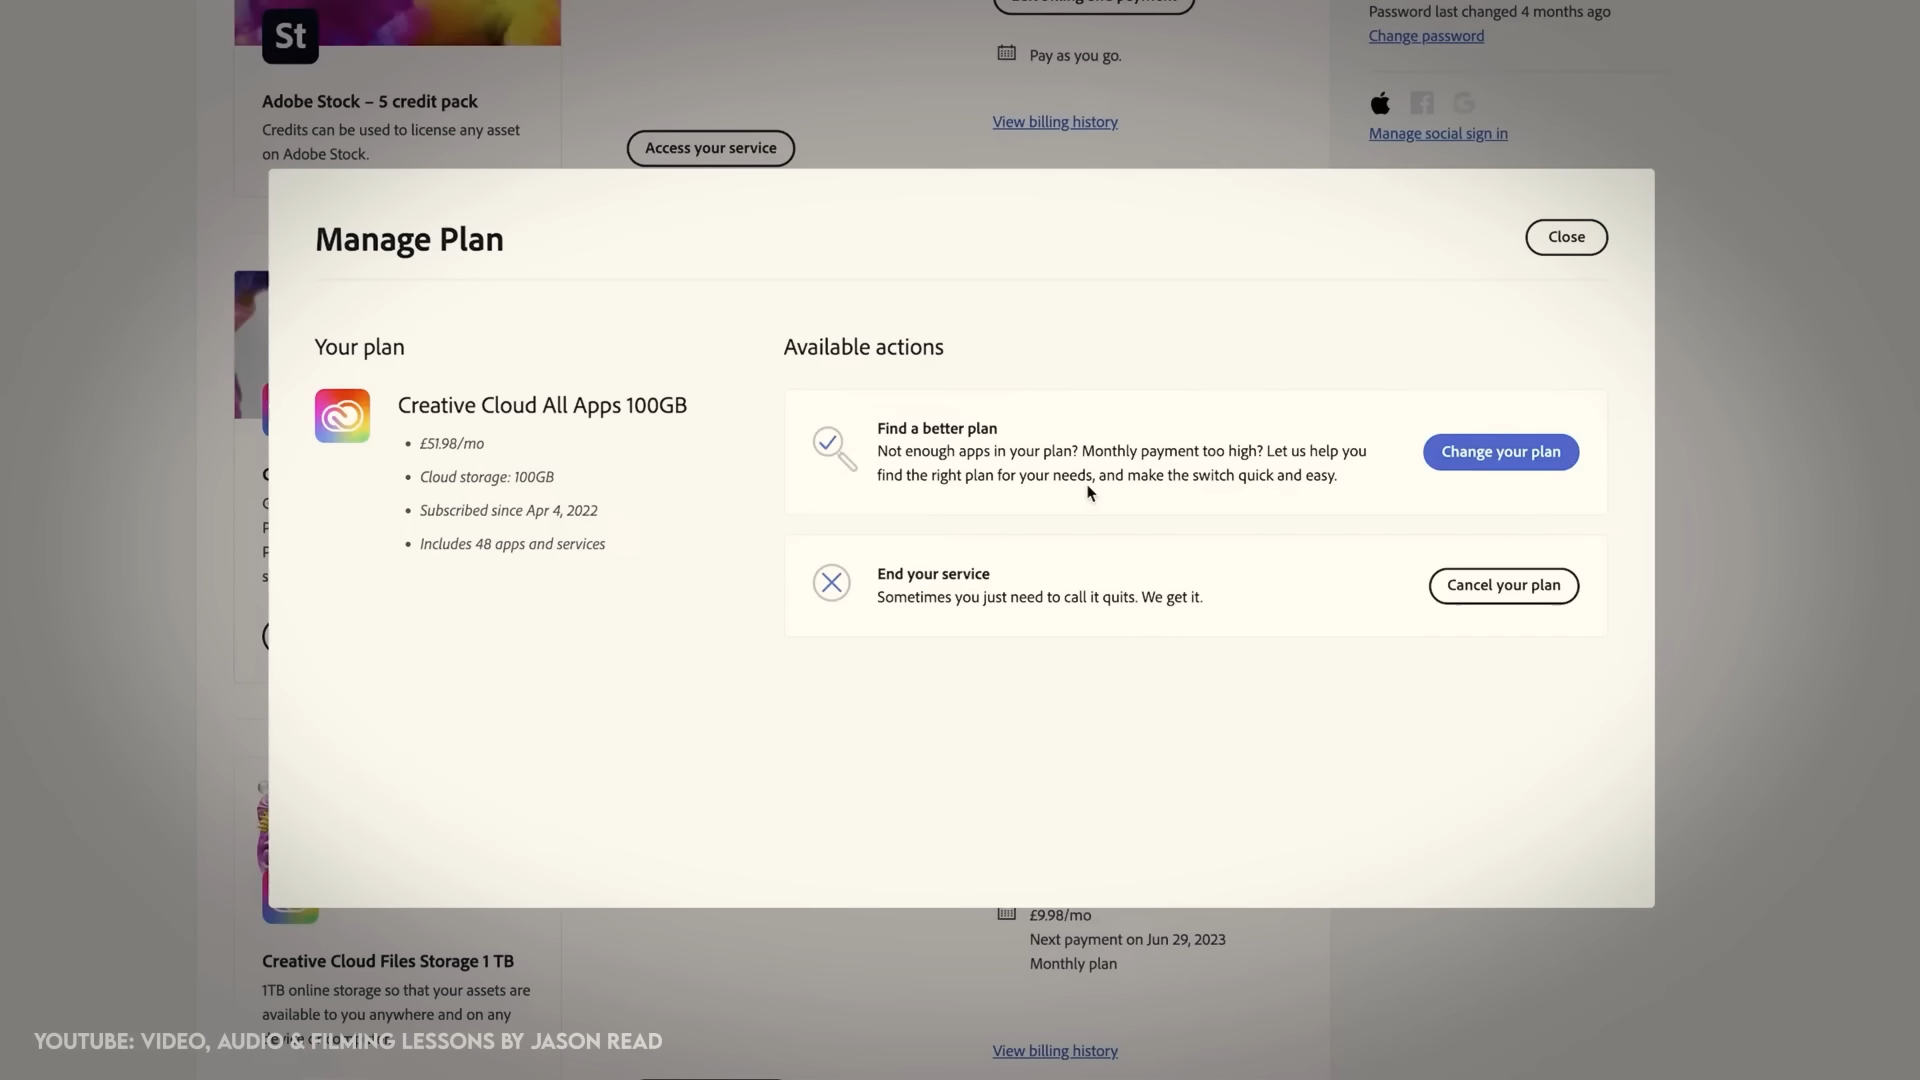 St
Adobe Stock – 5 credit pack
Credits can be used to license any asset
on Adobe Stock.
Access your service
Pay as you go.
View billing history
Password last changed 4 months ago
Change password
Manage social sign in
Manage Plan
Close
Your plan
Creative Cloud All Apps 100GB
• £51.98/mo
• Cloud storage: 100GB
• Subscribed since Apr 4, 2022
• Includes 48 apps and services
Available actions
Find a better plan
Not enough apps in your plan? Monthly payment too high? Let us help you
find the right plan for your needs, and make the switch quick and easy.
Change your plan
End your service
Sometimes you just need to call it quits. We get it.
Cancel your plan
£9.98/mo
Next payment on Jun 29, 2023
Monthly plan
View billing history
Creative Cloud Files Storage 1 TB
1TB online storage so that your assets are
available to you anywhere and on any
YOUTUBE: VIDEO, AUDIO & FILMING LESSONS BY JASON READ